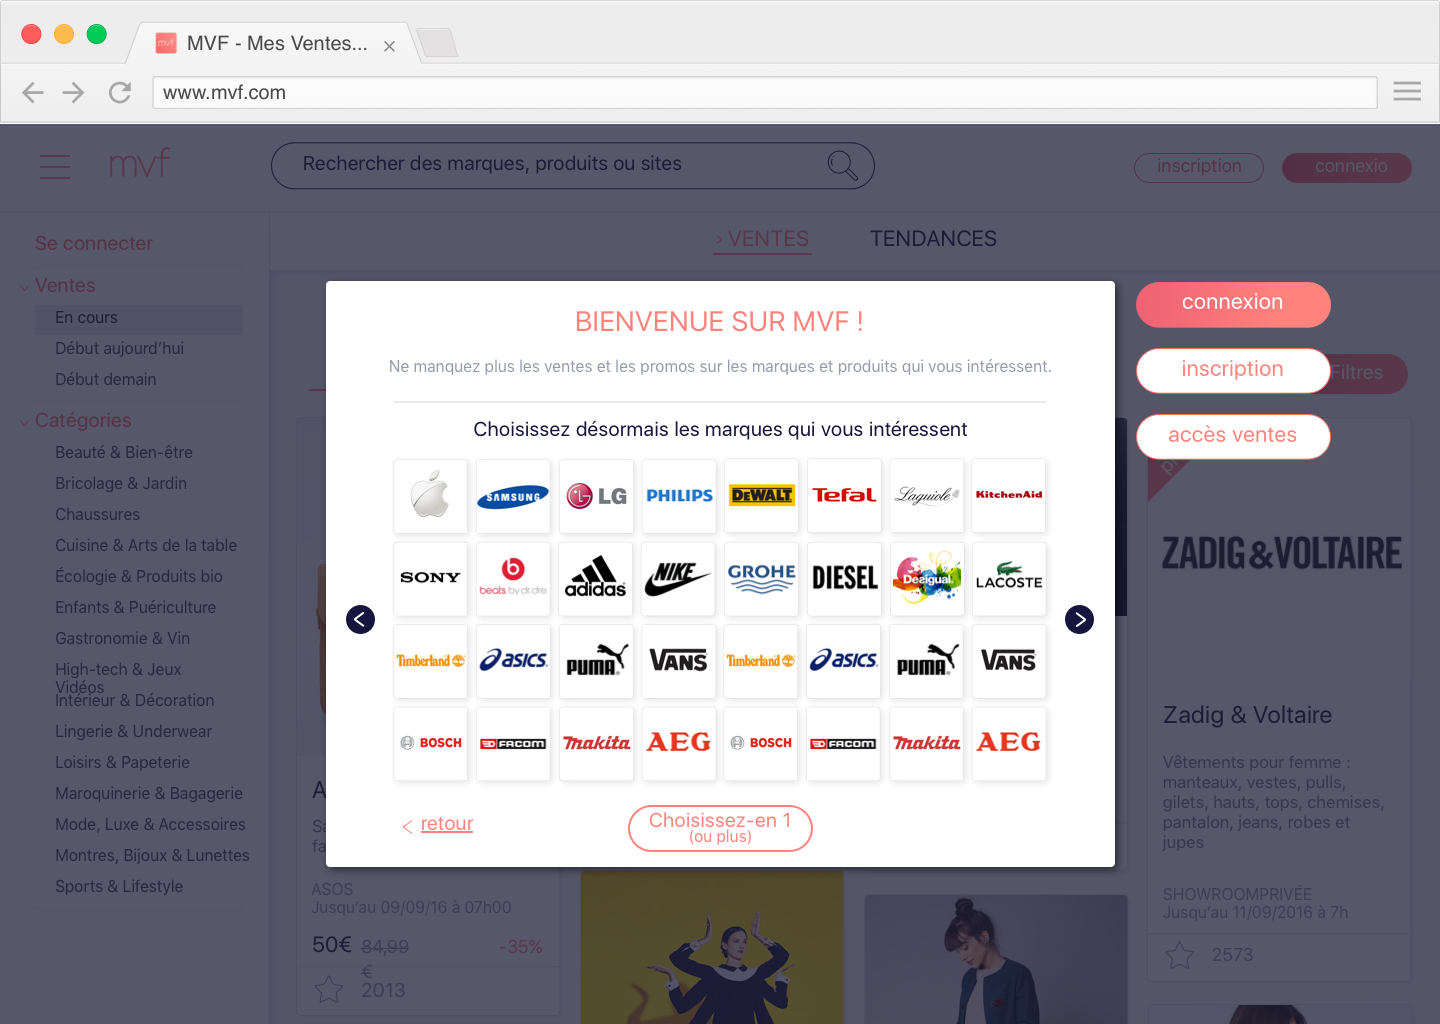 mvf MVF - Mes Ventes... ×
www.mvf.com
mvf
Rechercher des marques, produits ou sites
inscription
connexio
Se connecter
> VENTES
TENDANCES
Ventes
En cours
Début aujourd'hui
Début demain
Catégories
Beauté & Bien-être
Bricolage & Jardin
Chaussures
Cuisine & Arts de la table
Écologie & Produits bio
Enfants & Puériculture
Gastronomie & Vin
High-tech & Jeux
Vidéos
Intérieur & Décoration
Lingerie & Underwear
Loisirs & Papeterie
Maroquinerie & Bagagerie
Mode, Luxe & Accessoires
Montres, Bijoux & Lunettes
Sports & Lifestyle
BIENVENUE SUR MVF !
Ne manquez plus les ventes et les promos sur les marques et produits qui vous intéressent.
Choisissez désormais les marques qui vous intéressent
SAMSUNG
LG
PHILIPS
DEWALT
Tefal
Laguiole
KitchenAid
SONY
beats by dr. dre
adidas
NIKE
GROHE
DIESEL
Desigual.
LACOSTE
Timberland
asics
PUMA
VANS
Timberland
asics
PUMA
VANS
BOSCH
FACOM
makita
AEG
BOSCH
FACOM
makita
AEG
< retour
Choisissez-en 1
(ou plus)
connexion
inscription
Filtres
accès ventes
ZADIG & VOLTAIRE
Zadig & Voltaire
Vêtements pour femme :
manteaux, vestes, pulls,
gilets, hauts, tops, chemises,
pantalon, jeans, robes et
jupes
SHOWROOMPRIVÉE
Jusqu'au 11/09/2016 à 7h
2573
ASOS
Jusqu'au 09/09/16 à 07h00
50€ 84,99
€
-35%
2013